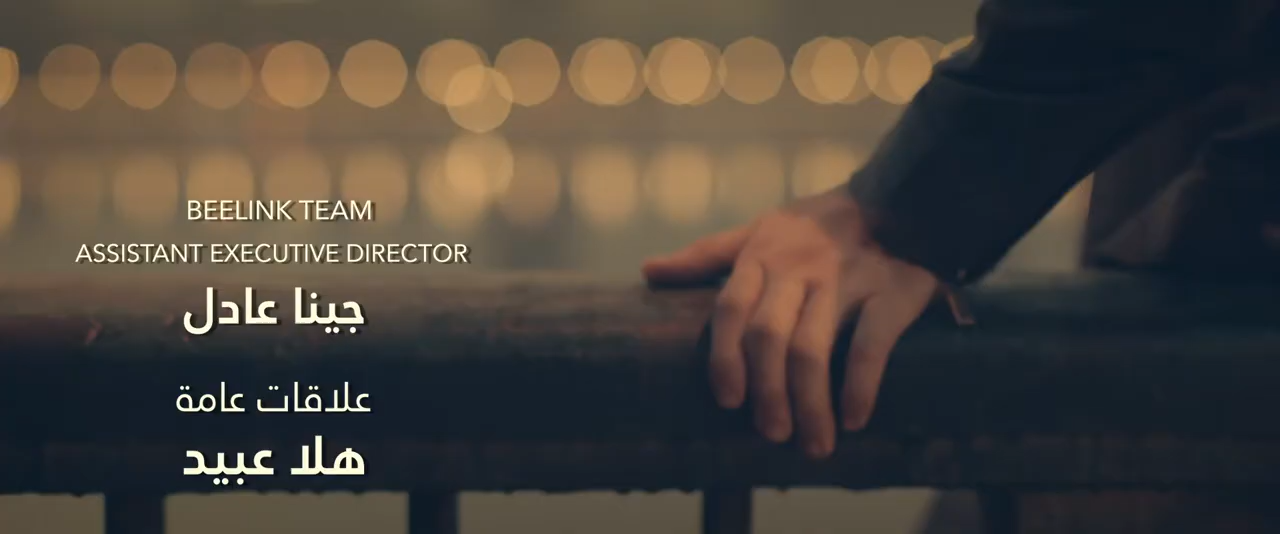 BEELINK TEAM
ASSISTANT EXECUTIVE DIRECTOR
جينا عادل
علاقات عامة
هلا عبيد